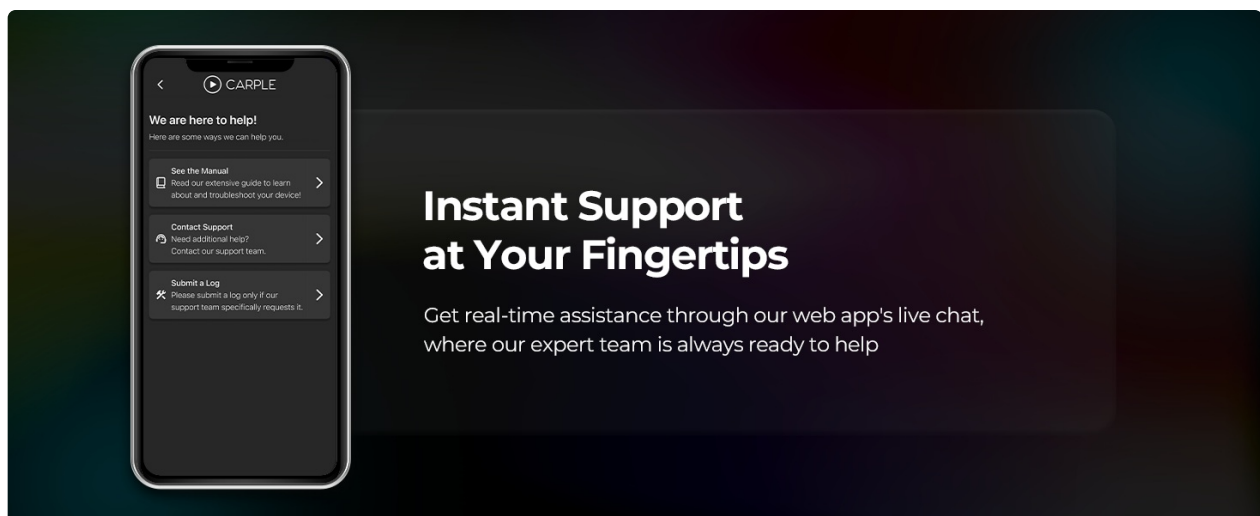 CARPLE
We are here to help!
Here are some ways we can help you.
See the Manual
Read our extensive guide to learn
about and troubleshoot your device!
Contact Support
Need additional help?
Contact our support team.
Submit a Log
Please submit a log only if our
support team specifically requests it.
Instant Support
at Your Fingertips
Get real-time assistance through our web app's live chat,
where our expert team is always ready to help